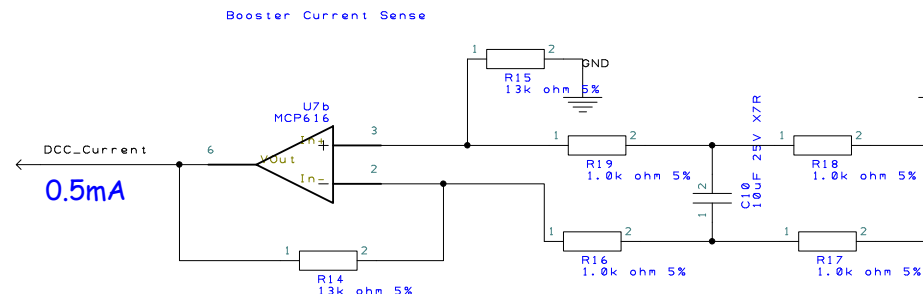 Booster Current Sense
1
2
R15
13k ohm 5%
GND
U7b
MCP616
3
In+
DCC_Current
6
VOut
2
In-
0.5mA
1
2
R19
1.0k ohm 5%
1
2
R18
1.0k ohm 5%
2
1
C10
10uF 25V X7R
1
2
R14
13k ohm 5%
1
2
R16
1.0k ohm 5%
1
2
R17
1.0k ohm 5%